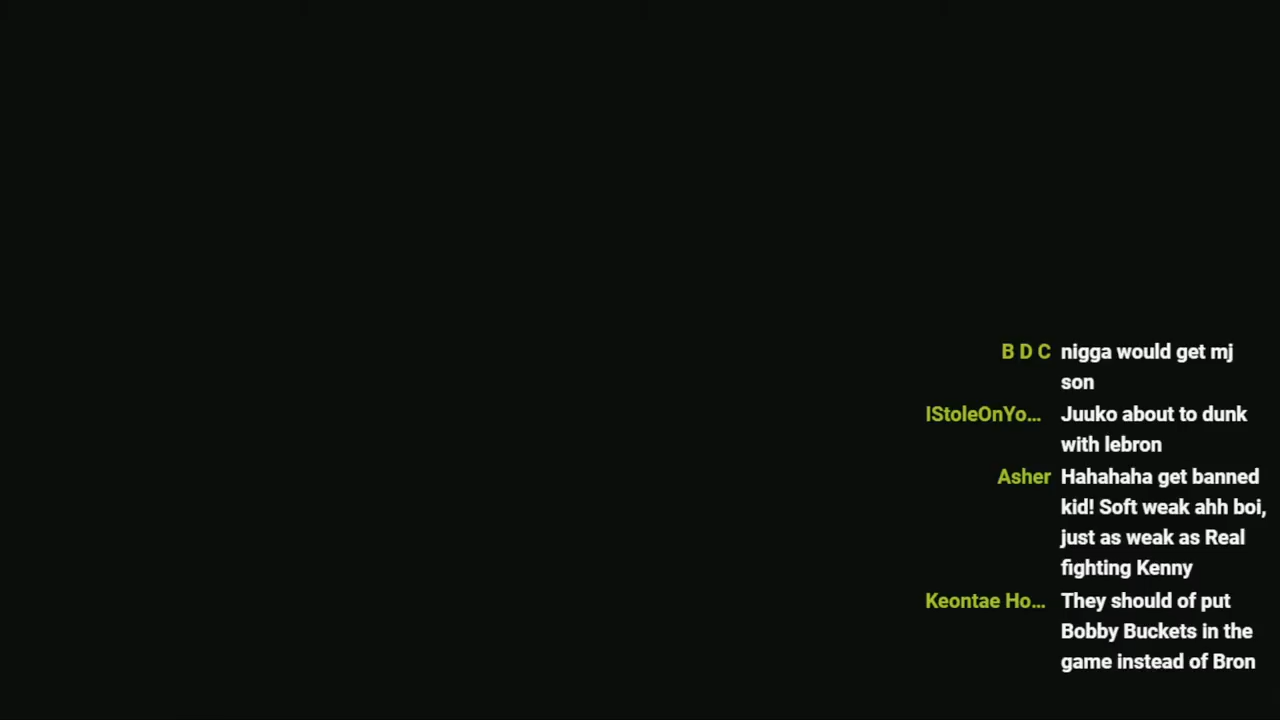 B D C nigga would get mj
son
IStoleOnYo... Juuko about to dunk
with lebron
Asher Hahahaha get banned
kid! Soft weak ahh boi,
just as weak as Real
fighting Kenny
Keontae Ho... They should of put
Bobby Buckets in the
game instead of Bron